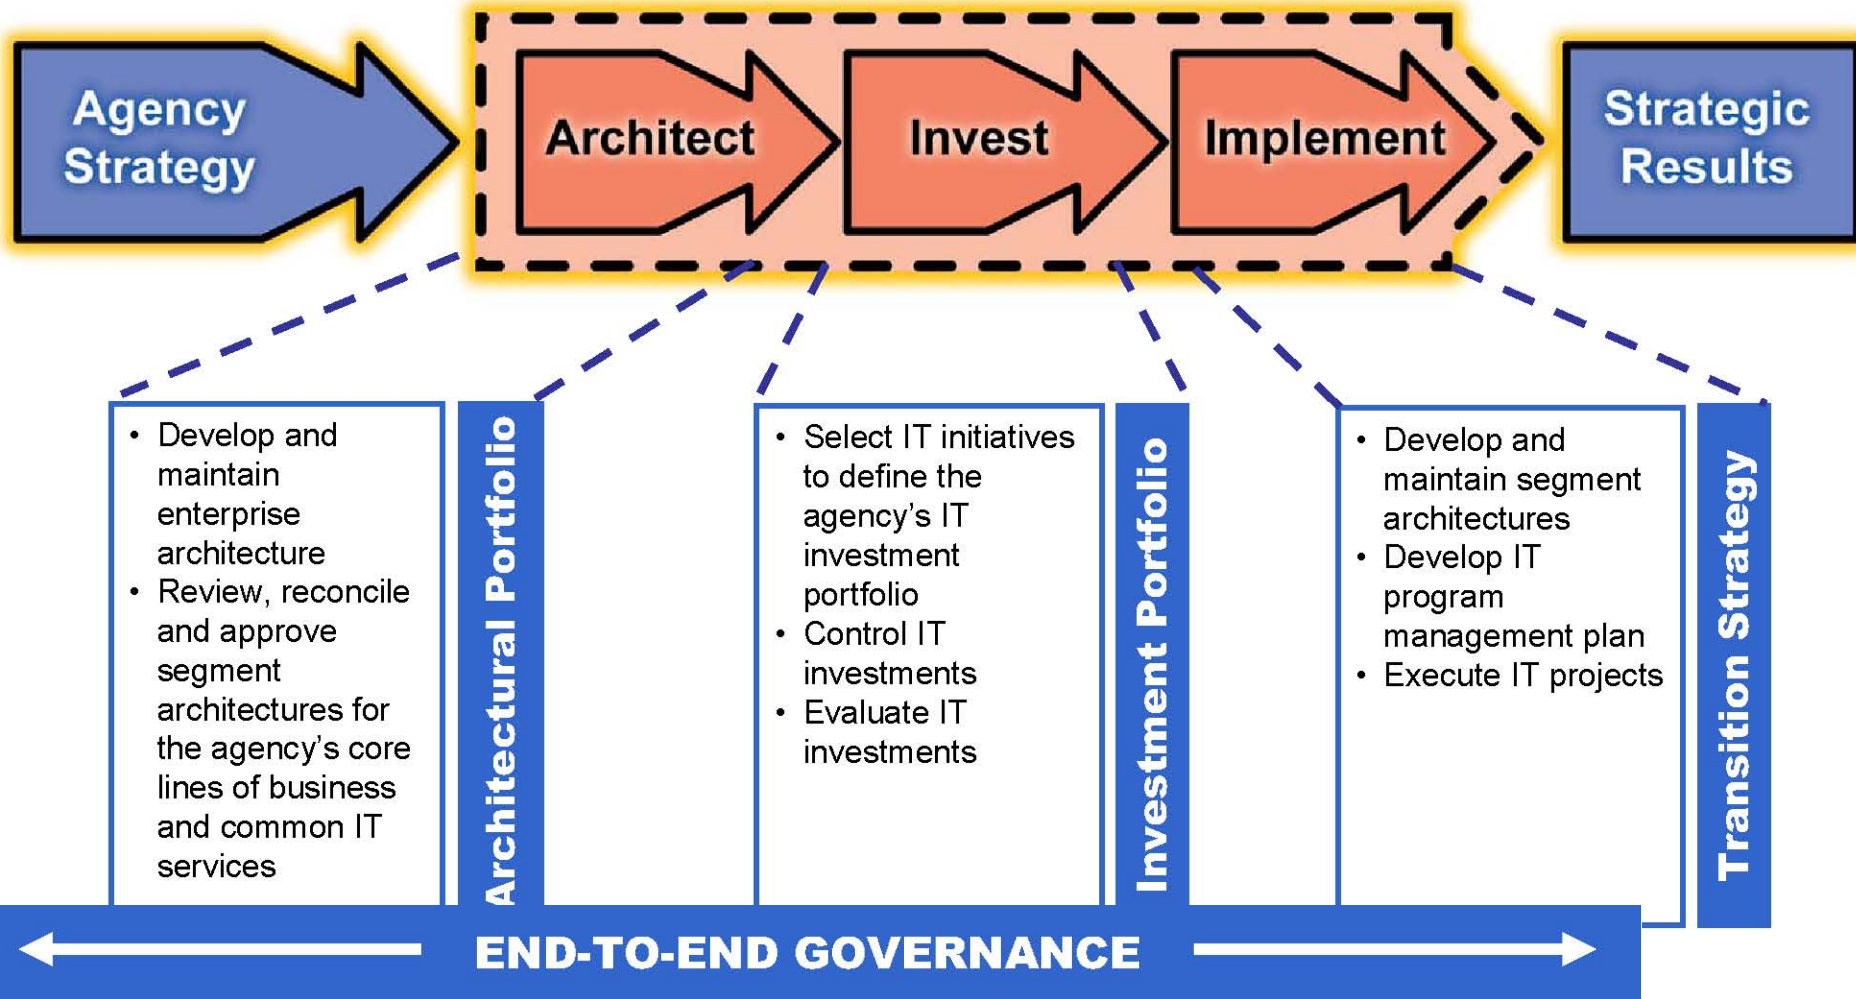 Agency
Strategy
Architect
Invest
Implement
Strategic
Results
• Develop and
maintain
enterprise
architecture
• Review, reconcile
and approve
segment
architectures for
the agency's core
lines of business
and common IT
services
Architectural Portfolio
• Select IT initiatives
to define the
agency's IT
investment
portfolio
• Control IT
investments
• Evaluate IT
investments
Investment Portfolio
• Develop and
maintain segment
architectures
• Develop IT
program
management plan
• Execute IT projects
Transition Strategy
END-TO-END GOVERNANCE